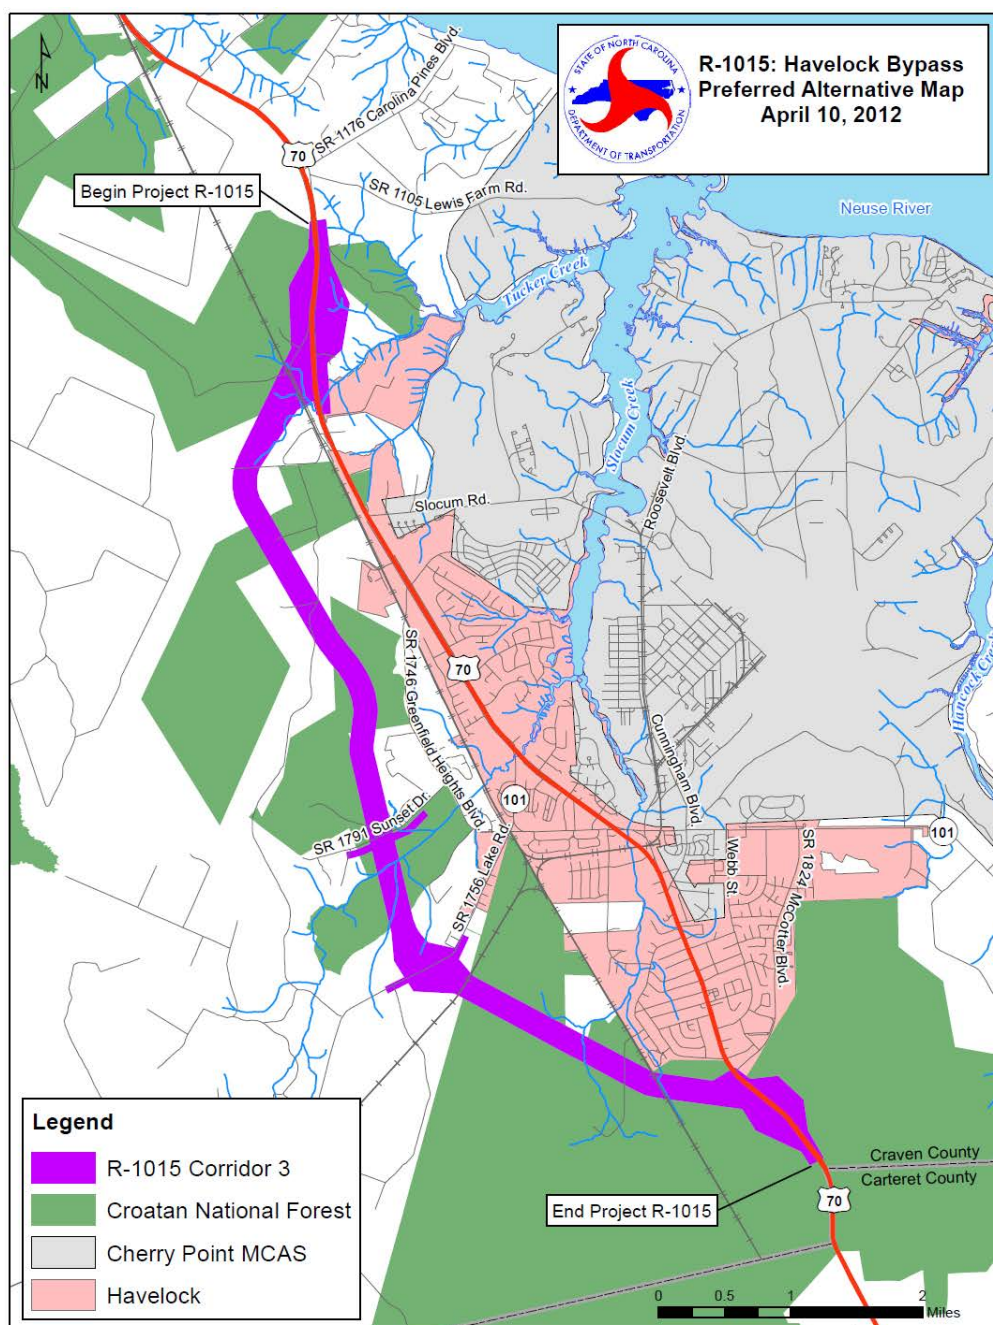 N
STATE OF NORTH CAROLINA
DEPARTMENT OF TRANSPORTATION
R-1015: Havelock Bypass
Preferred Alternative Map
April 10, 2012
SR 1176 Carolina Pines Blvd.
70
Begin Project R-1015
SR 1105 Lewis Farm Rd.
Neuse River
Tucker Creek
Slocum Creek
Roosevelt Blvd.
Slocum Rd.
Hancock Creek
SR 1746 Greenfield Heights Blvd.
70
Cunningham Blvd.
101
101
SR 1791 Sunset Dr.
SR 1756 Lake Rd.
Webb St.
SR 1824 McCotter Blvd.
Craven County
Carteret County
70
End Project R-1015
Legend
R-1015 Corridor 3
Croatan National Forest
Cherry Point MCAS
Havelock
0 0.5 1 2
Miles